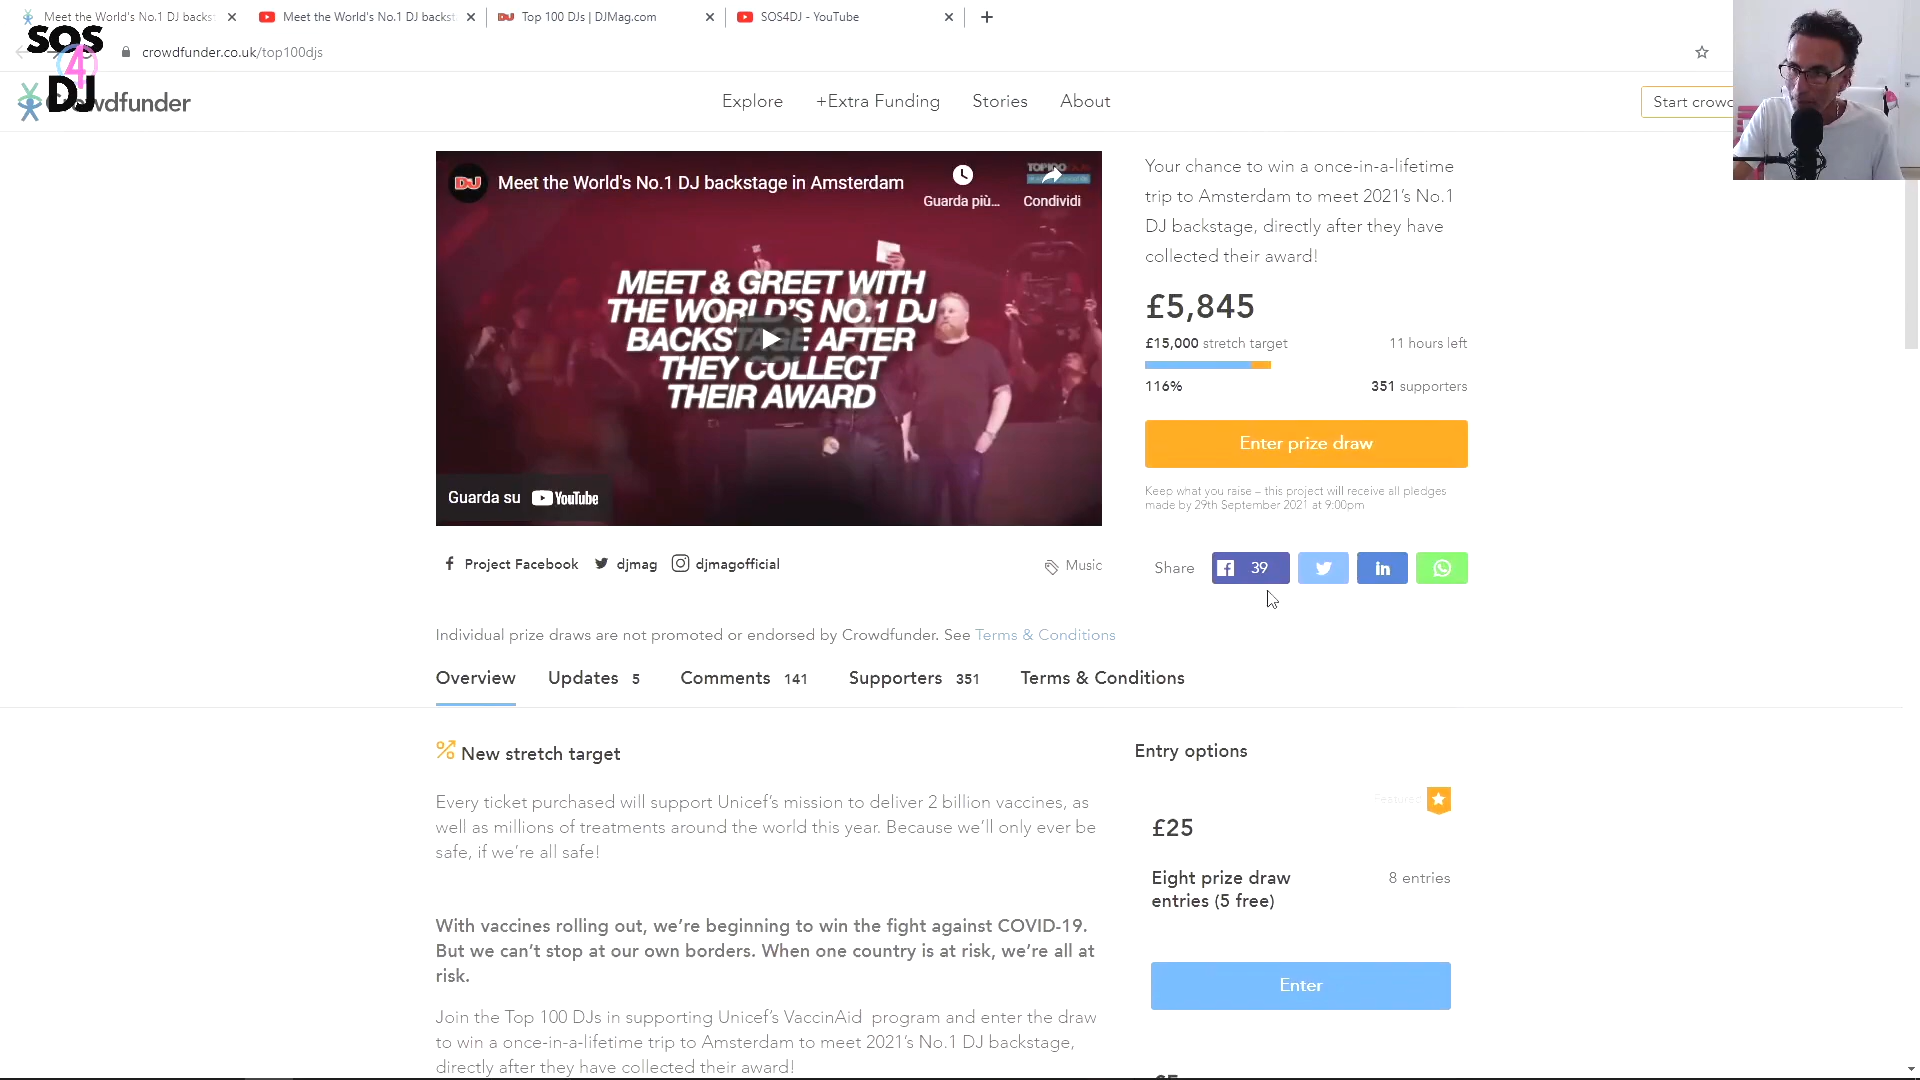 Meet the World's No.1 DJ backst
Meet the World's No.1 DJ backst
Top 100 DJs | DJMag.com
SOS4DJ - YouTube
SOS
4
DJ
crowdfunder.co.uk/top100djs
wdfunder
Explore
+Extra Funding
Stories
About
Start crowd
DJ
Meet the World's No.1 DJ backstage in Amsterdam
Guarda più...
Condividi
MEET & GREET WITH
THE WORLD'S NO.1 DJ
BACKSTAGE AFTER
THEY COLLECT
THEIR AWARD
Guarda su YouTube
Your chance to win a once-in-a-lifetime
trip to Amsterdam to meet 2021's No.1
DJ backstage, directly after they have
collected their award!
£5,845
£15,000 stretch target
11 hours left
116%
351 supporters
Enter prize draw
Keep what you raise – this project will receive all pledges
made by 29th September 2021 at 9:00pm
Project Facebook
djmag
djmagofficial
Music
Share
39
Individual prize draws are not promoted or endorsed by Crowdfunder. See Terms & Conditions
Overview
Updates 5
Comments 141
Supporters 351
Terms & Conditions
New stretch target
Every ticket purchased will support Unicef's mission to deliver 2 billion vaccines, as
well as millions of treatments around the world this year. Because we'll only ever be
safe, if we're all safe!
With vaccines rolling out, we're beginning to win the fight against COVID-19.
But we can't stop at our own borders. When one country is at risk, we're all at
risk.
Join the Top 100 DJs in supporting Unicef's VaccinAid program and enter the draw
to win a once-in-a-lifetime trip to Amsterdam to meet 2021's No.1 DJ backstage,
directly after they have collected their award!
Entry options
Featured
£25
Eight prize draw
entries (5 free)
8 entries
Enter